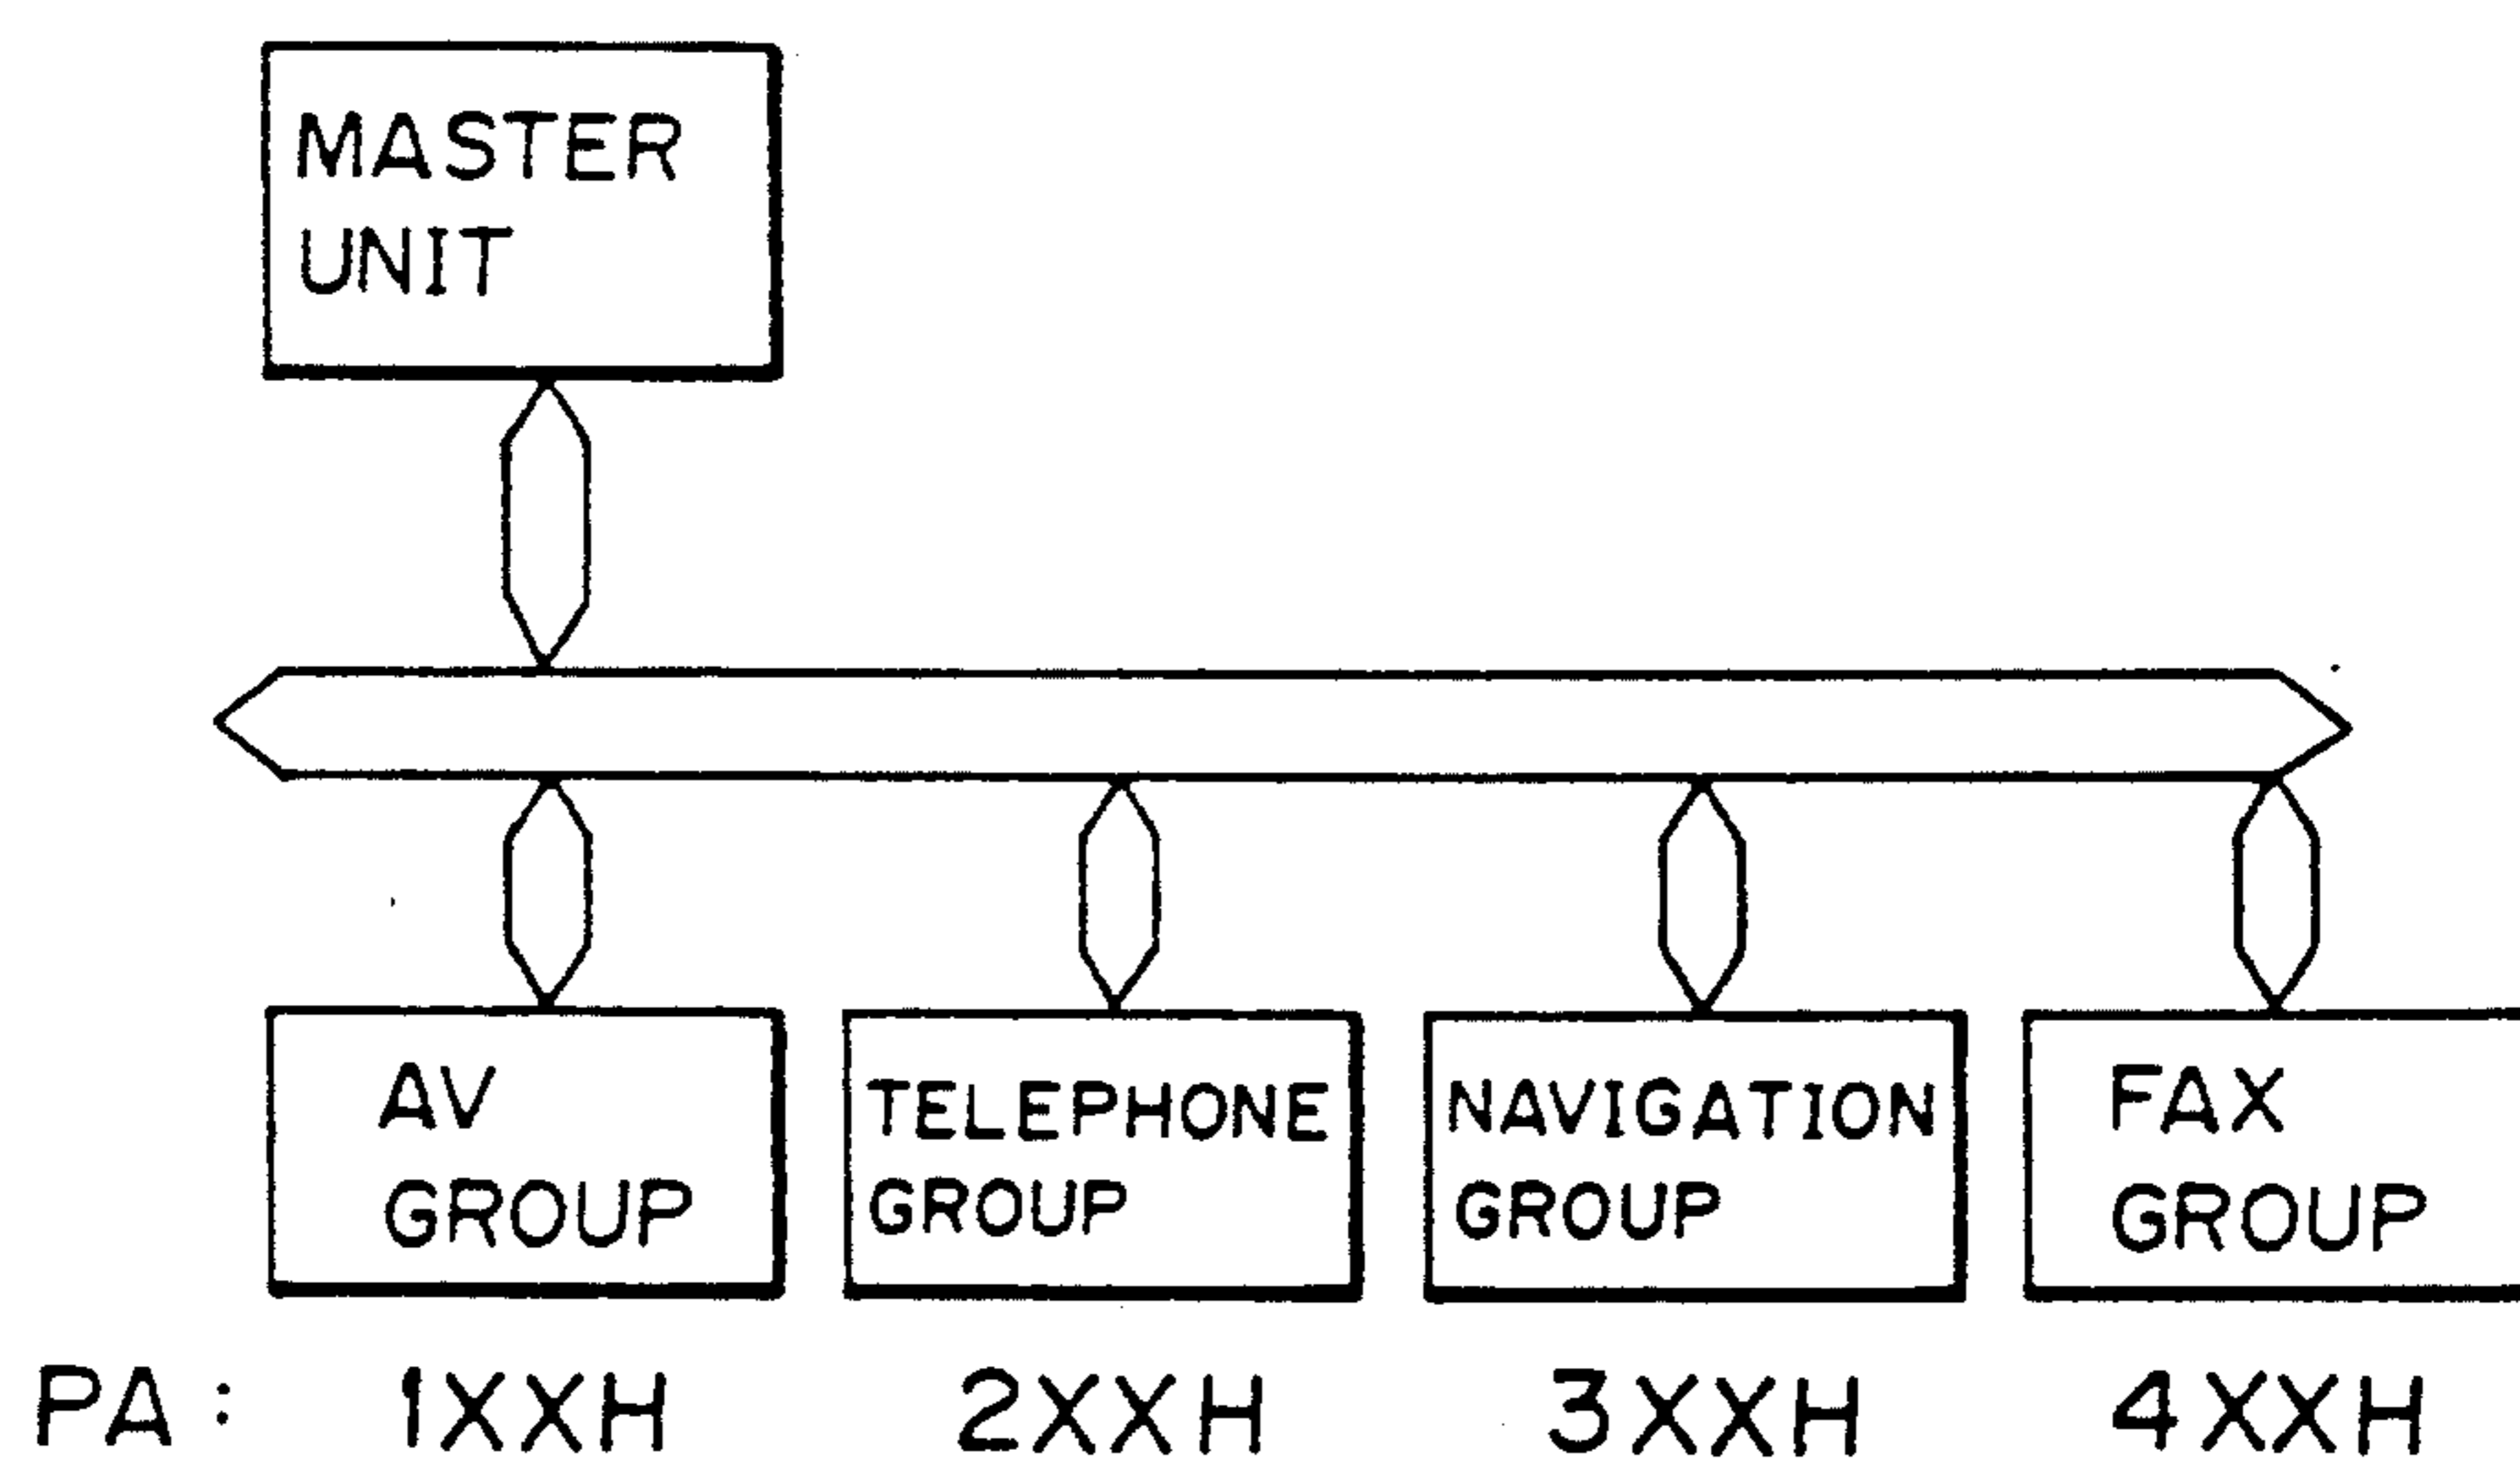 MASTER
UNIT
AV
GROUP
TELEPHONE
GROUP
NAVIGATION
GROUP
FAX
GROUP
PA: 1XXH 2XXH 3XXH 4XXH